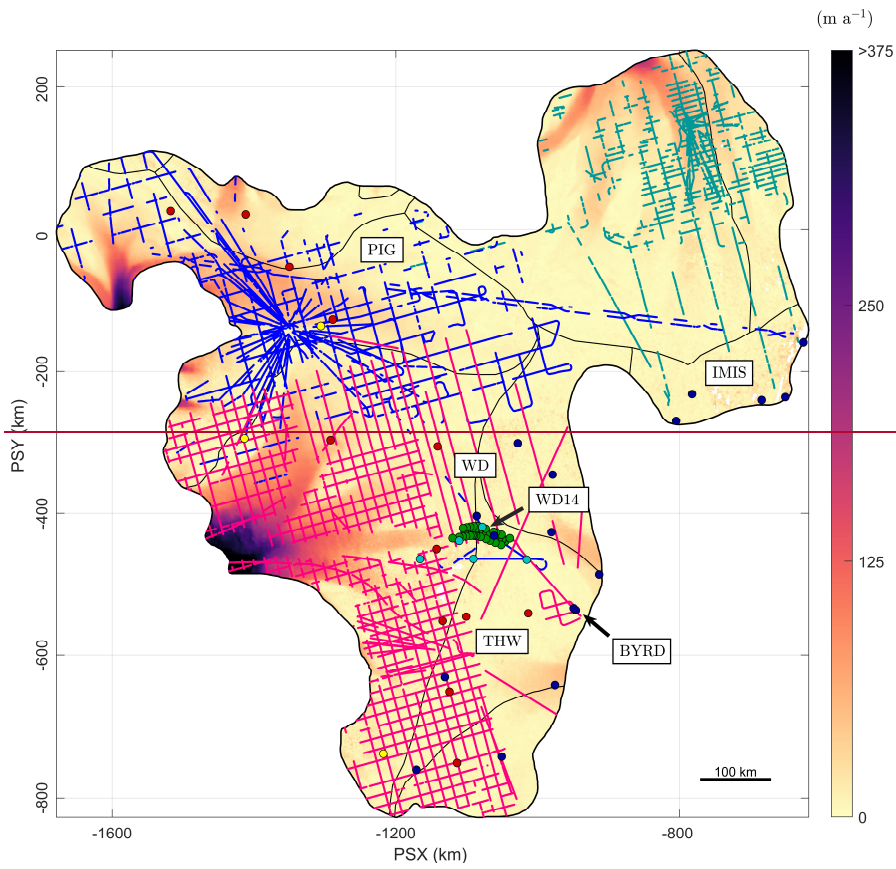 (m a⁻¹)
>375
200
0
-200
-400
-600
-800
PSY (km)
PIG
IMIS
WD
WD14
THW
BYRD
250
125
0
100 km
-1600
-1200
-800
PSX (km)